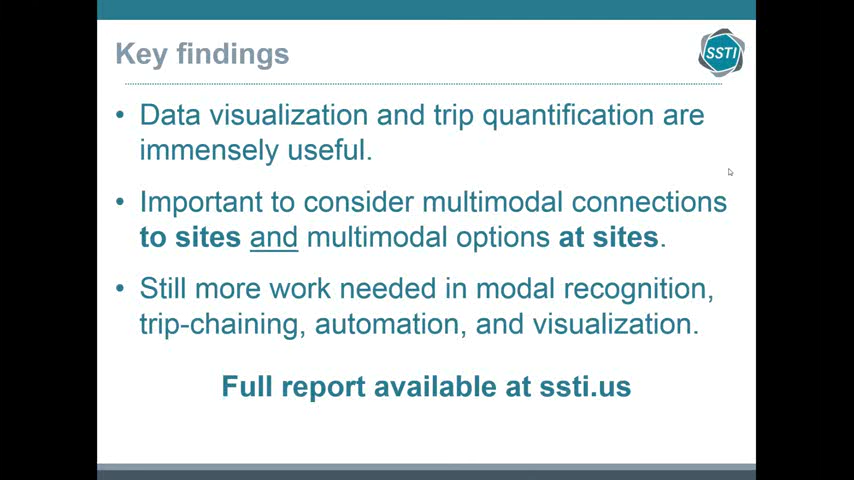 Key findings
SSTI
• Data visualization and trip quantification are
immensely useful.
• Important to consider multimodal connections
to sites and multimodal options at sites.
• Still more work needed in modal recognition,
trip-chaining, automation, and visualization.
Full report available at ssti.us